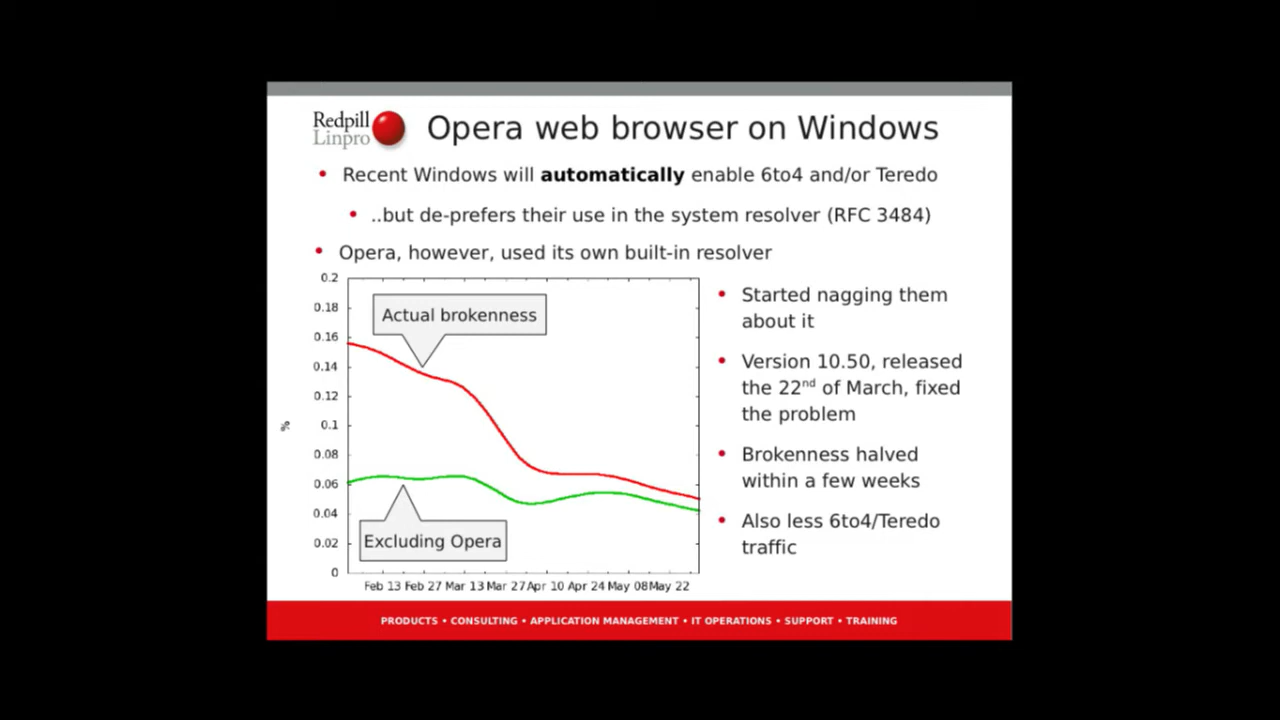 Redpill
Linpro
Opera web browser on Windows
• Recent Windows will automatically enable 6to4 and/or Teredo
• ..but de-prefers their use in the system resolver (RFC 3484)
• Opera, however, used its own built-in resolver
0.2
0.18
0.16
0.14
0.12
0.1
0.08
0.06
0.04
0.02
0
%
Actual brokenness
Excluding Opera
Feb 13 Feb 27 Mar 13 Mar 27 Apr 10 Apr 24 May 08 May 22
• Started nagging them
about it
• Version 10.50, released
the 22nd of March, fixed
the problem
• Brokenness halved
within a few weeks
• Also less 6to4/Teredo
traffic
PRODUCTS • CONSULTING • APPLICATION MANAGEMENT • IT OPERATIONS • SUPPORT • TRAINING